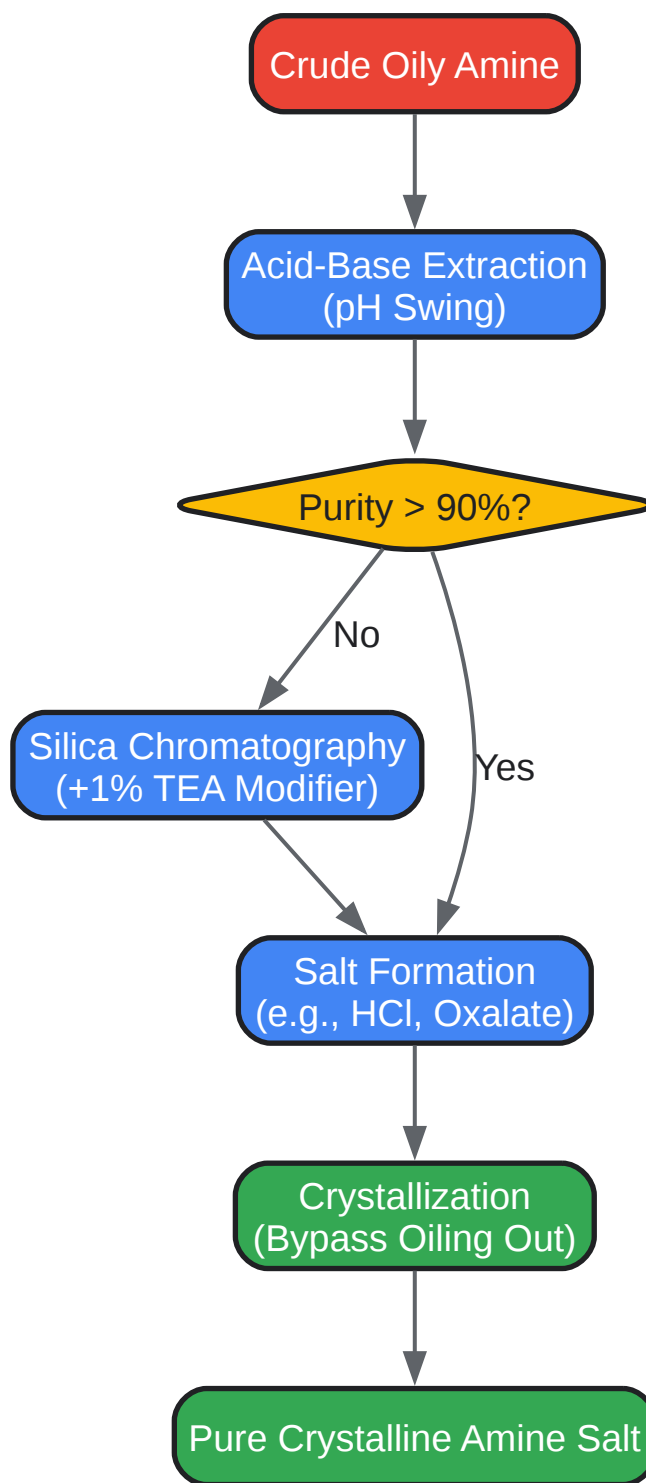 Crude Oily Amine
Acid-Base Extraction
(pH Swing)
Purity > 90%?
No
Silica Chromatography
(+1% TEA Modifier)
Yes
Salt Formation
(e.g., HCl, Oxalate)
Crystallization
(Bypass Oiling Out)
Pure Crystalline Amine Salt